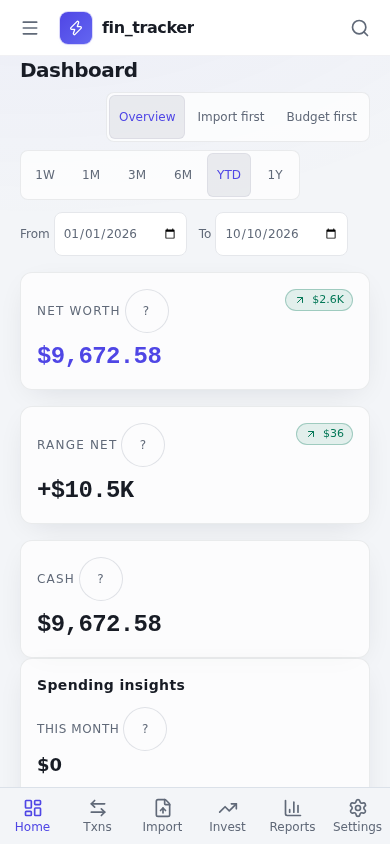 fin_tracker
Dashboard
Overview Import first Budget first
1W 1M 3M 6M YTD 1Y
From 01/01/2026 To 10/10/2026
NET WORTH ? $2.6K
$9,672.58
RANGE NET ? $36
+$10.5K
CASH ?
$9,672.58
Spending insights
THIS MONTH ?
$0
Home Txns Import Invest Reports Settings